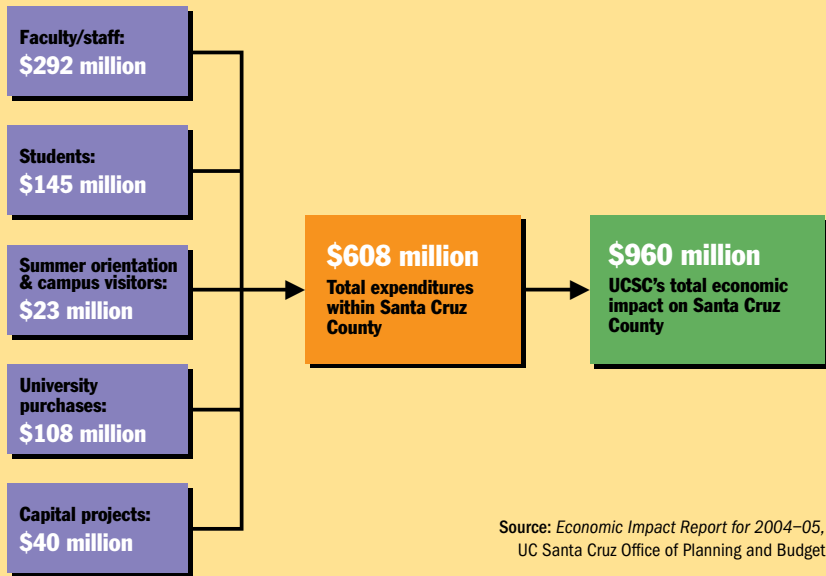 Faculty/staff:
$292 million
Students:
$145 million
Summer orientation
& campus visitors:
$23 million
University
purchases:
$108 million
Capital projects:
$40 million
$608 million
Total expenditures
within Santa Cruz
County
$960 million
UCSC's total economic
impact on Santa Cruz
County
Source: Economic Impact Report for 2004–05,
UC Santa Cruz Office of Planning and Budget